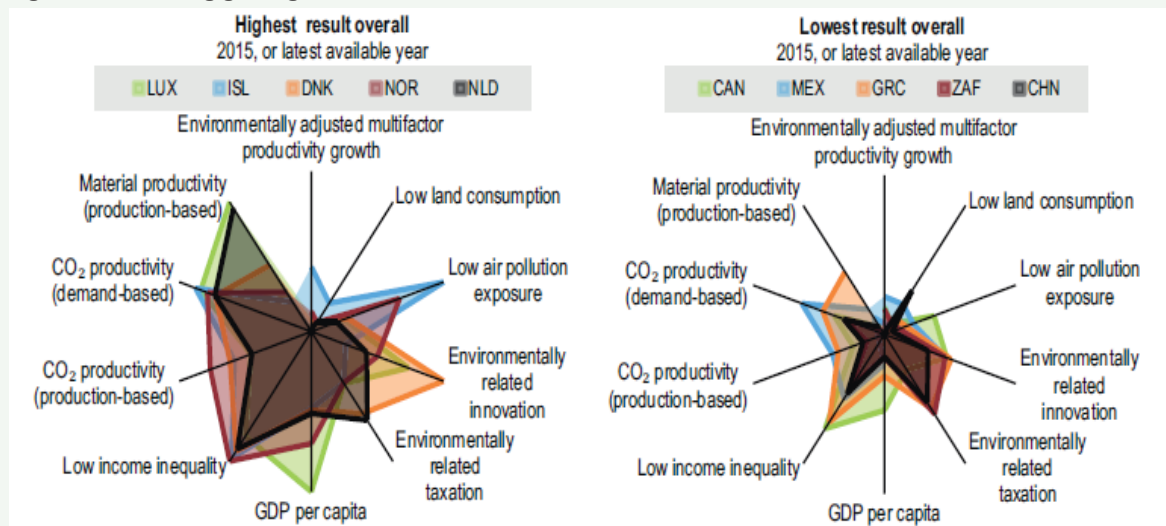 Highest result overall
2015, or latest available year
LUX ISL DNK NOR NLD
Environmentally adjusted multifactor
productivity growth
Material productivity
(production-based)
Low land consumption
CO₂ productivity
(demand-based)
Low air pollution
exposure
CO₂ productivity
(production-based)
Environmentally
related
innovation
Low income inequality
Environmentally
related
taxation
GDP per capita
Lowest result overall
2015, or latest available year
CAN MEX GRC ZAF CHN
Environmentally adjusted multifactor
productivity growth
Material productivity
(production-based)
Low land consumption
CO₂ productivity
(demand-based)
Low air pollution
exposure
CO₂ productivity
(production-based)
Environmentally
related
innovation
Low income inequality
Environmentally
related
taxation
GDP per capita